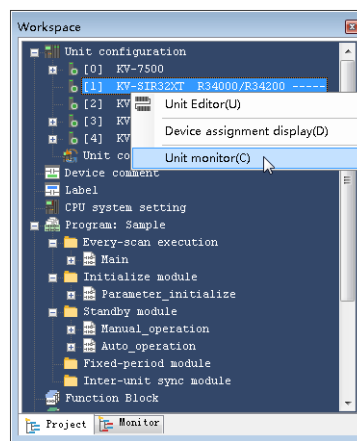 Workspace
Unit configuration
[0] KV-7500
[1] KV-SIR32XT R34000/R34200 -----
[2] KV
Unit Editor(U)
[3] KV
Device assignment display(D)
[4] KV
Unit co
Unit monitor(C)
Device comment
Label
CPU system setting
Program: Sample
Every-scan execution
Main
Initialize module
Parameter_initialize
Standby module
Manual_operation
Auto_operation
Fixed-period module
Inter-unit sync module
Function Block
Project
Monitor